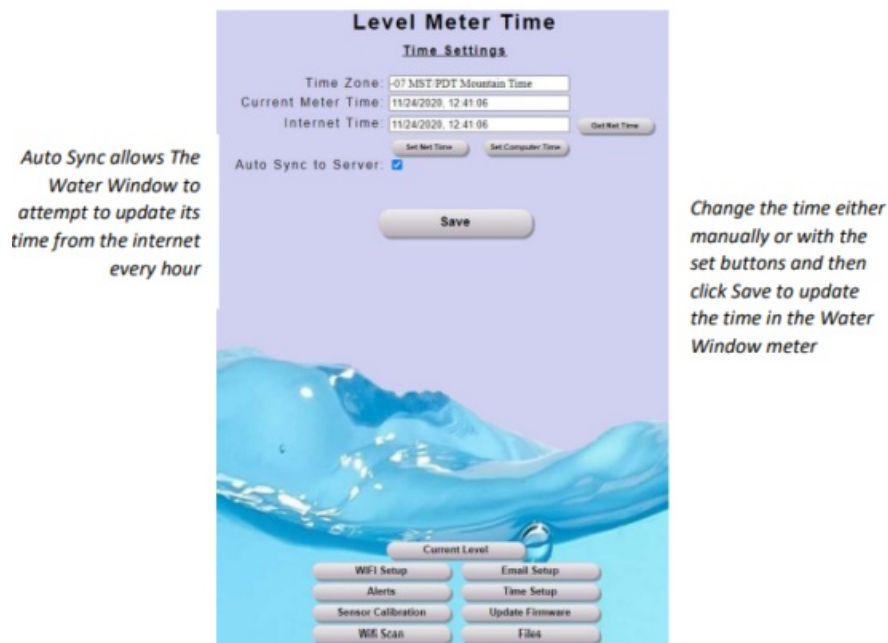 Level Meter Time
Time Settings
Time Zone: -07 MST/PDT Mountain Time
Current Meter Time: 11/24/2020, 12:41:06
Internet Time: 11/24/2020, 12:41:06 Get Net Time
Set Net Time Set Computer Time
Auto Sync to Server:
Save
Auto Sync allows The
Water Window to
attempt to update its
time from the internet
every hour
Change the time either
manually or with the
set buttons and then
click Save to update
the time in the Water
Window meter
Current Level
WIFI Setup Email Setup
Alerts Time Setup
Sensor Calibration Update Firmware
Wifi Scan Files